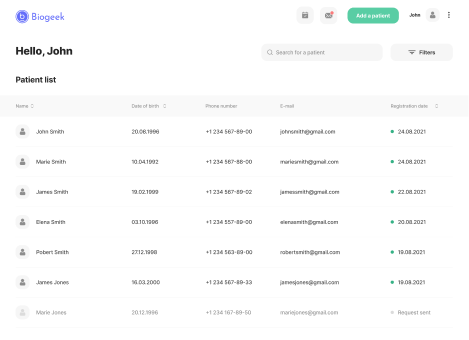 Biogeek
Add a patient
John
Hello, John
Search for a patient
Filters
Patient list
Name Date of birth Phone number E-mail Registration date
John Smith 20.08.1996 +1 234 567-89-00 johnsmith@gmail.com 24.08.2021
Marie Smith 10.04.1992 +1 234 567-88-00 mariesmith@gmail.com 24.08.2021
James Smith 19.02.1999 +1 234 567-89-02 jamessmith@gmail.com 22.08.2021
Elena Smith 03.10.1996 +1 234 557-89-00 elenasmith@gmail.com 20.08.2021
Pobert Smith 27.12.1998 +1 234 563-89-00 robertsmith@gmail.com 19.08.2021
James Jones 16.03.2000 +1 234 567-89-33 jamesjones@gmail.com 19.08.2021
Marie Jones 20.12.1996 +1 234 167-89-50 mariejones@gmail.com Request sent